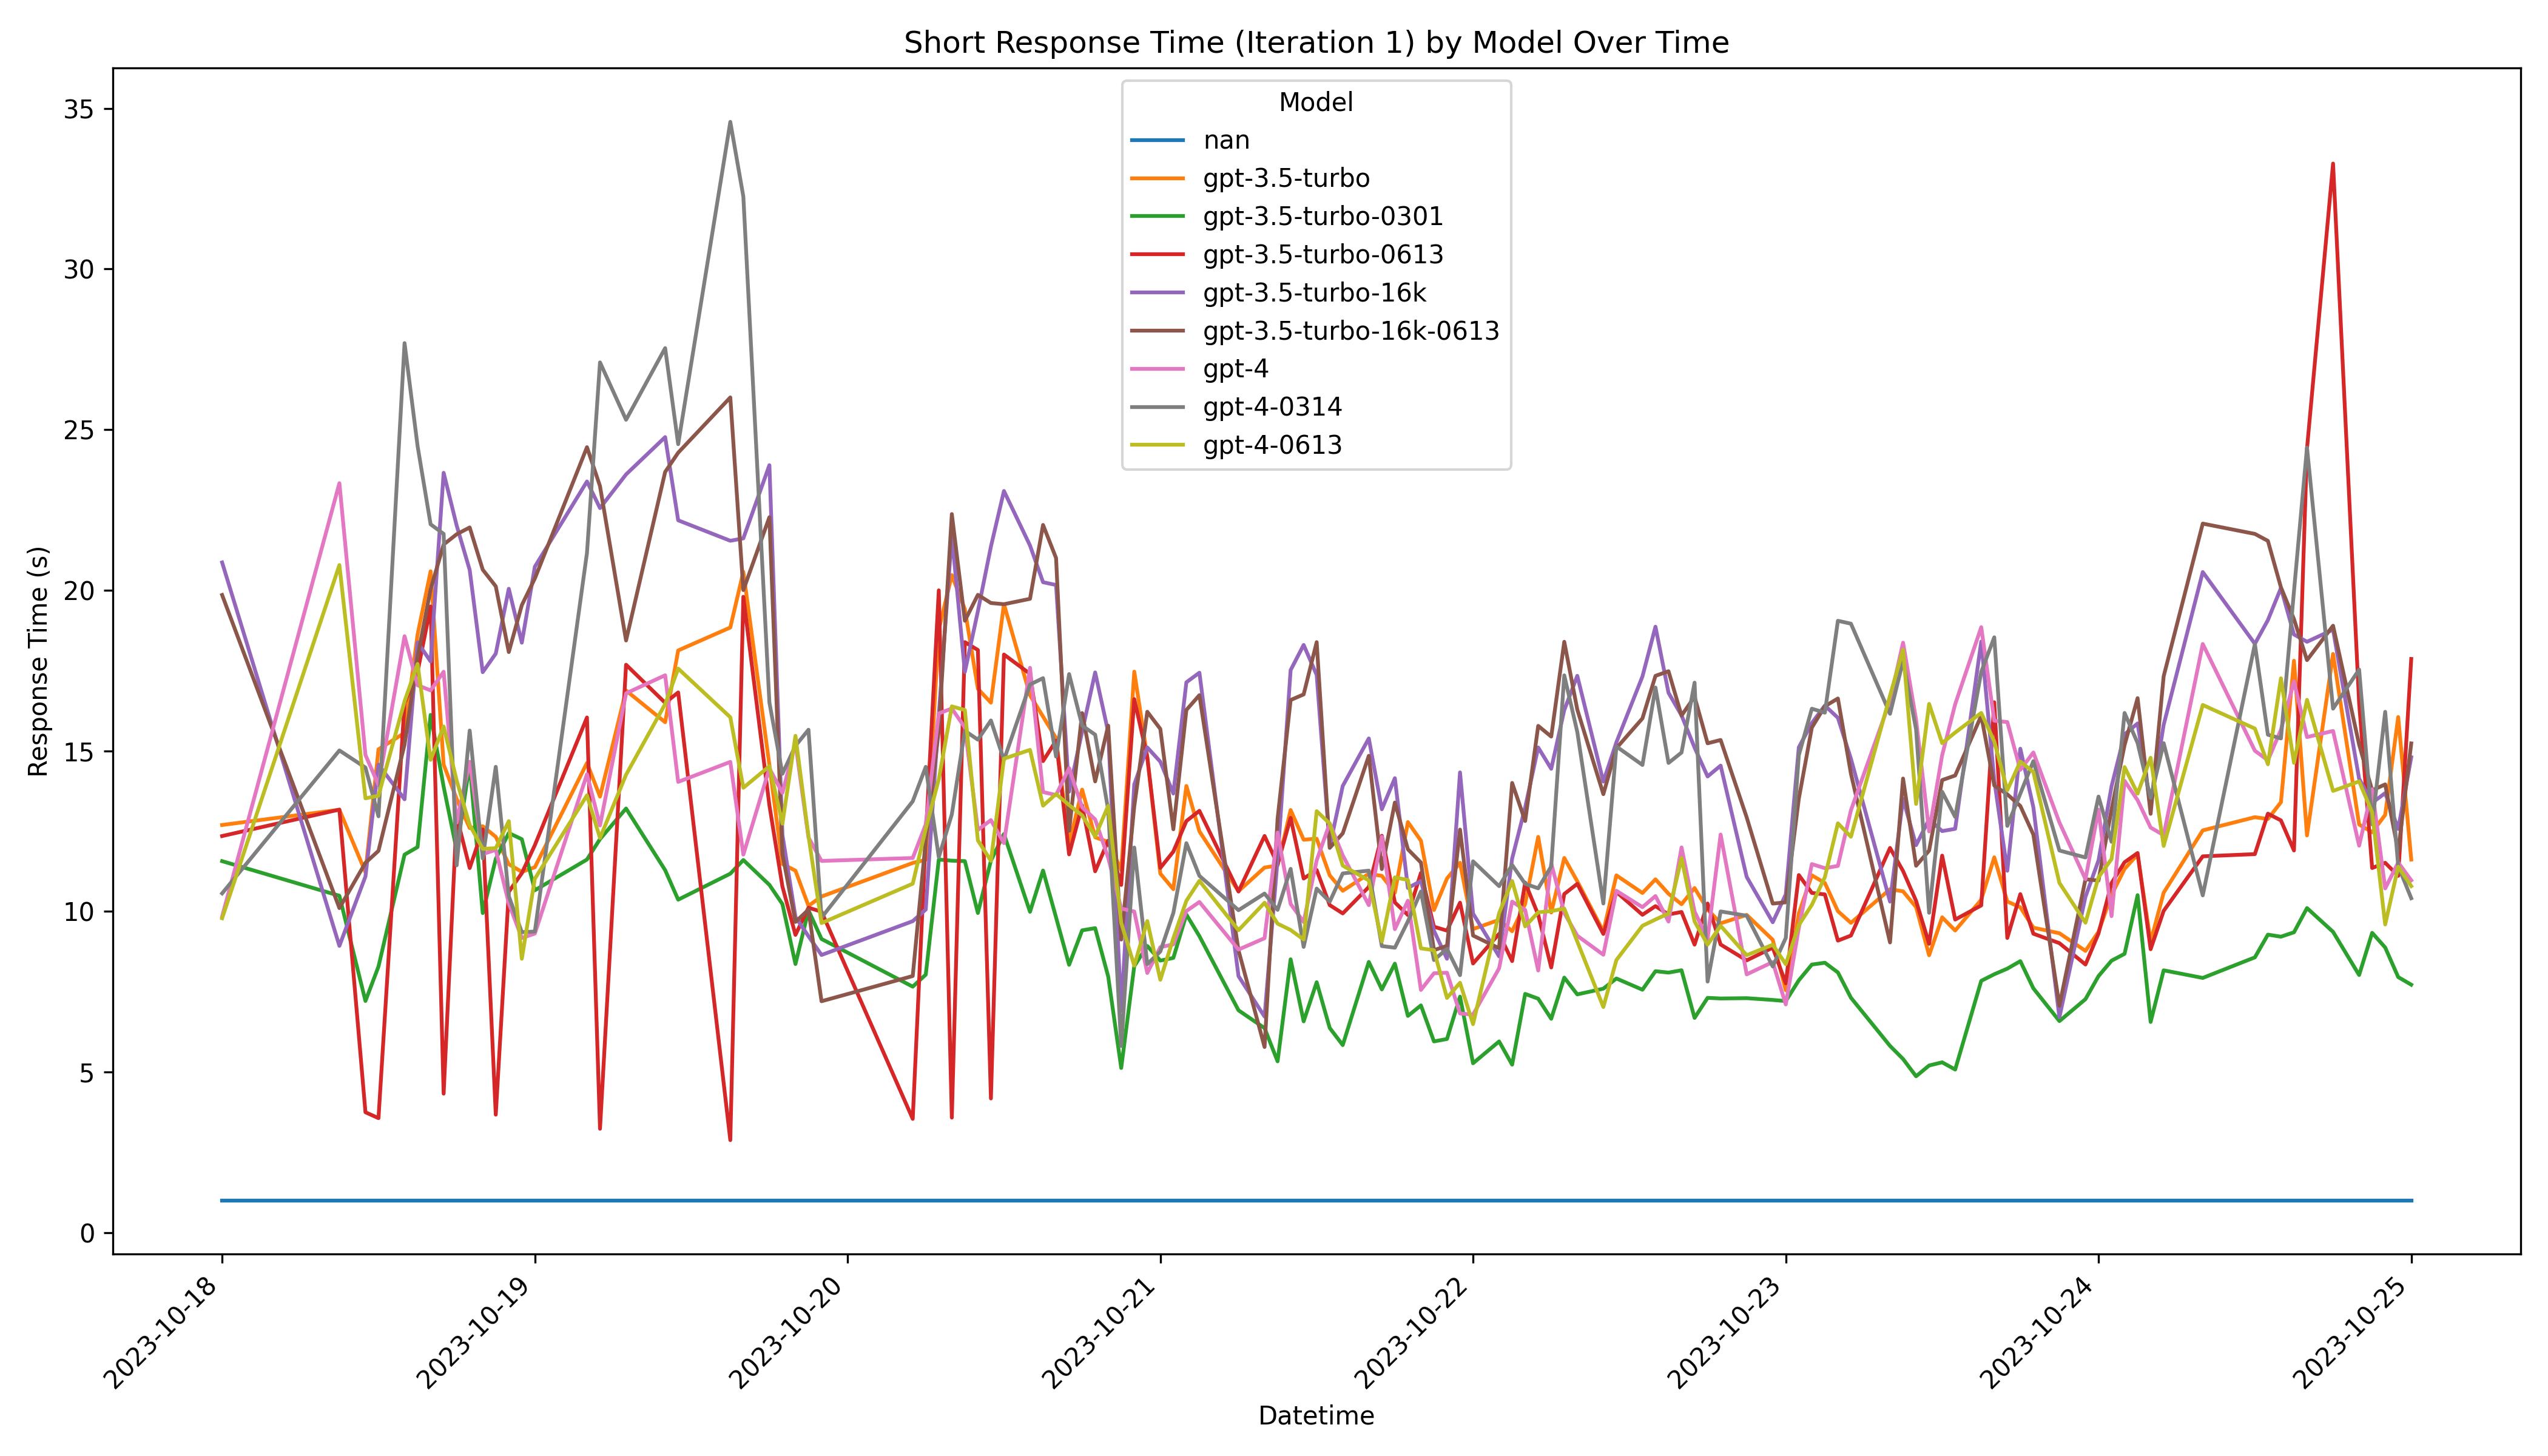 Short Response Time (Iteration 1) by Model Over Time
Model
nan
gpt-3.5-turbo
gpt-3.5-turbo-0301
gpt-3.5-turbo-0613
gpt-3.5-turbo-16k
gpt-3.5-turbo-16k-0613
gpt-4
gpt-4-0314
gpt-4-0613
Response Time (s)
35
30
25
20
15
10
5
0
2023-10-18
2023-10-19
2023-10-20
2023-10-21
2023-10-22
2023-10-23
2023-10-24
2023-10-25
Datetime